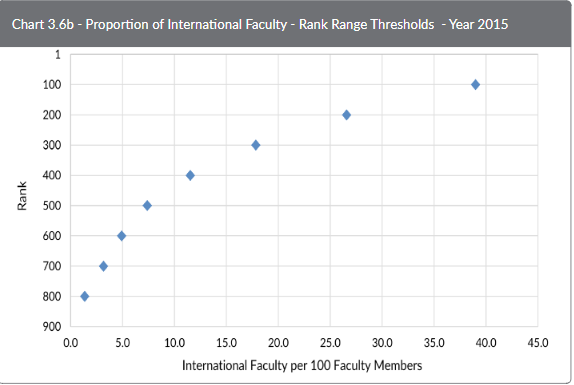 Chart 3.6b - Proportion of International Faculty - Rank Range Thresholds - Year 2015
1
100
200
300
400
500
600
700
800
900
Rank
0.0 5.0 10.0 15.0 20.0 25.0 30.0 35.0 40.0 45.0
International Faculty per 100 Faculty Members